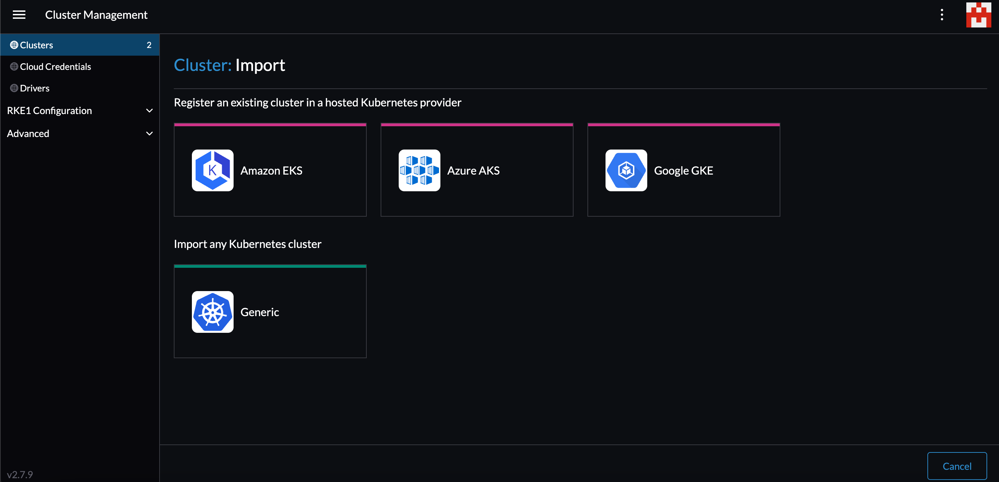 Cluster Management
Clusters 2
Cloud Credentials
Drivers
RKE1 Configuration
Advanced
v2.7.9
Cluster: Import
Register an existing cluster in a hosted Kubernetes provider
K
Amazon EKS
Azure AKS
Google GKE
Import any Kubernetes cluster
Generic
Cancel